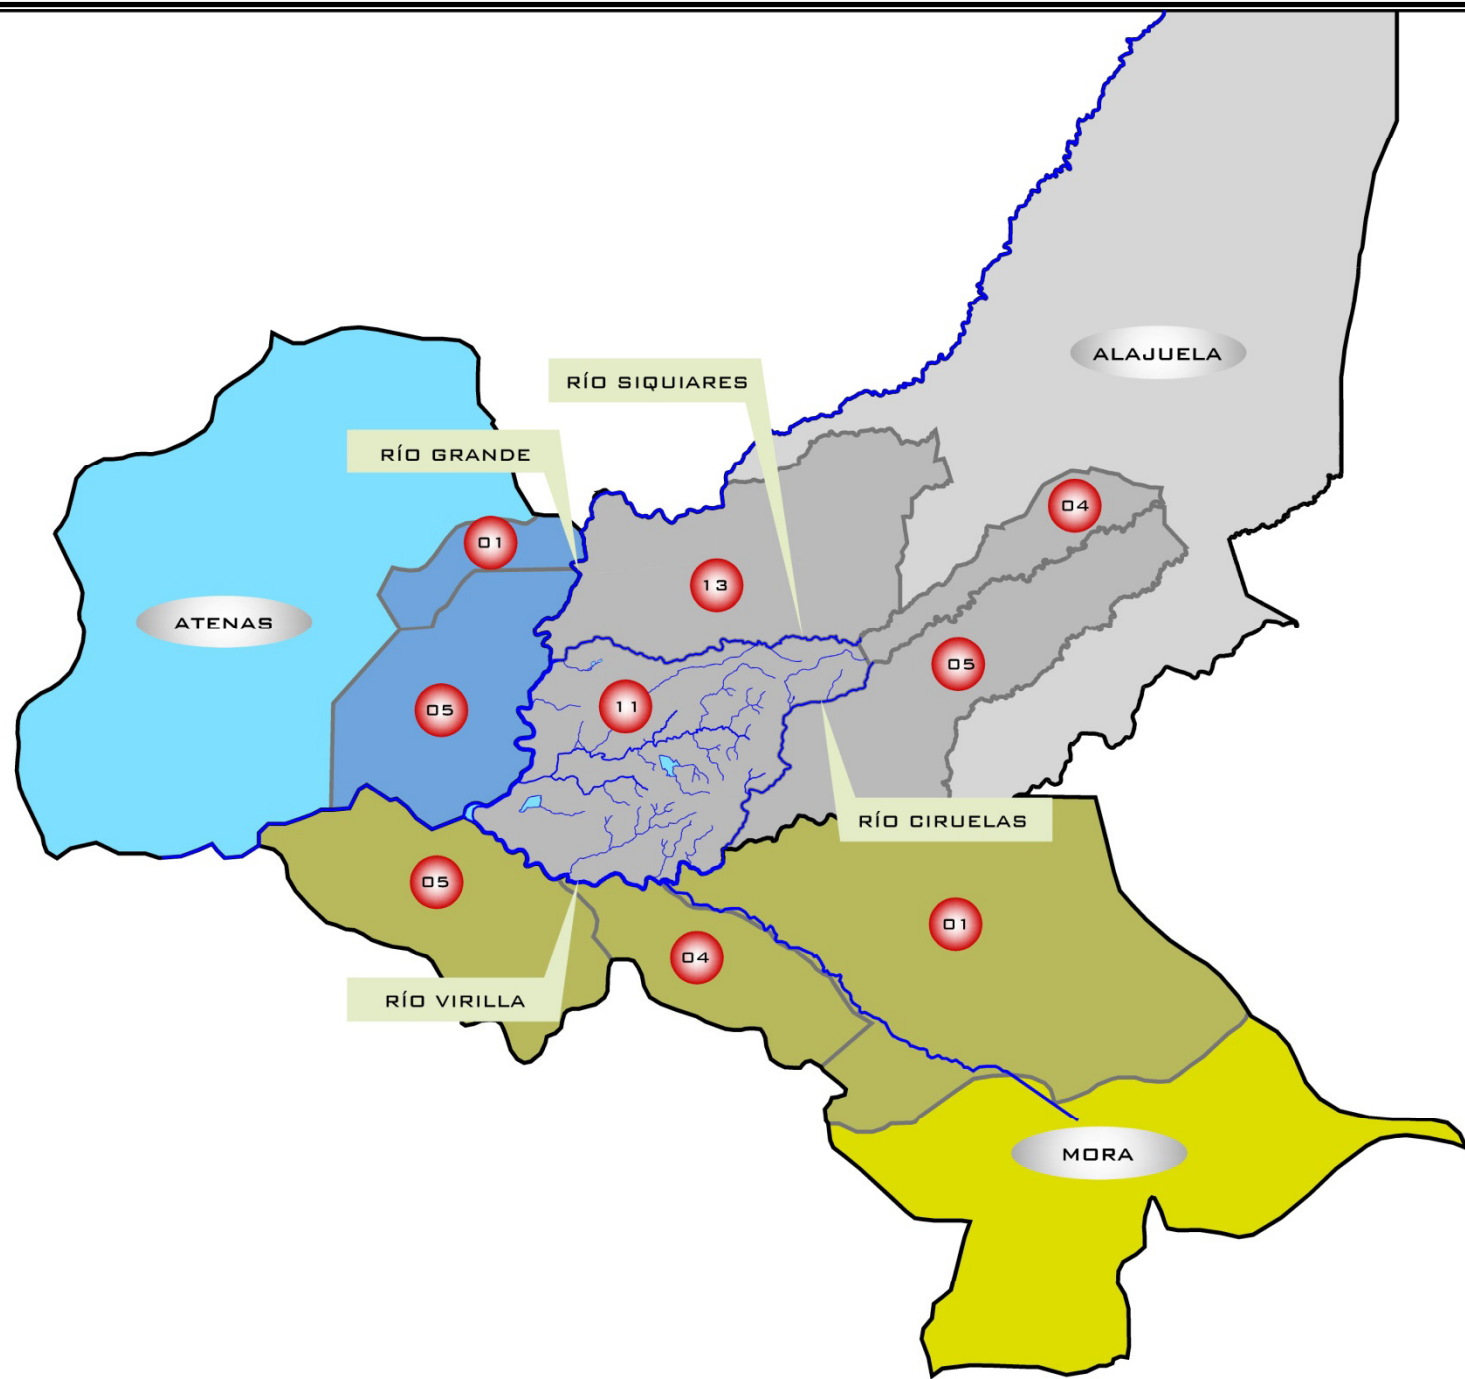 ALAJUELA
RÍO SIQUIARES
RÍO GRANDE
04
01
13
ATENAS
05
11
05
RÍO CIRUELAS
05
01
04
RÍO VIRILLA
MORA